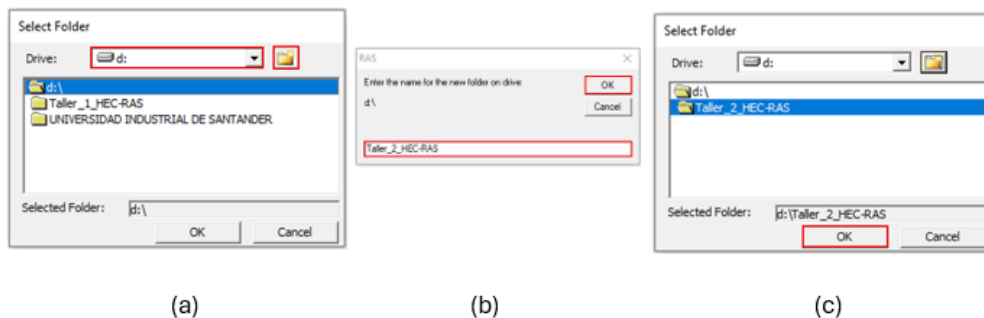 Select Folder
Drive: d:
d:\
Taller_1_HEC-RAS
UNIVERSIDAD INDUSTRIAL DE SANTANDER
Selected Folder: d:\
OK Cancel
(a)
RAS
Enter the name for the new folder on drive:
d:\
OK
Cancel
Taller_2_HEC-RAS
(b)
Select Folder
Drive: d:
d:\
Taller_2_HEC-RAS
Selected Folder: d:\Taller_2_HEC-RAS
OK Cancel
(c)